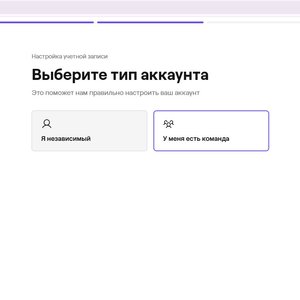 Настройка учетной записи
Выберите тип аккаунта
Это поможет нам правильно настроить ваш аккаунт
Я независимый
У меня есть команда